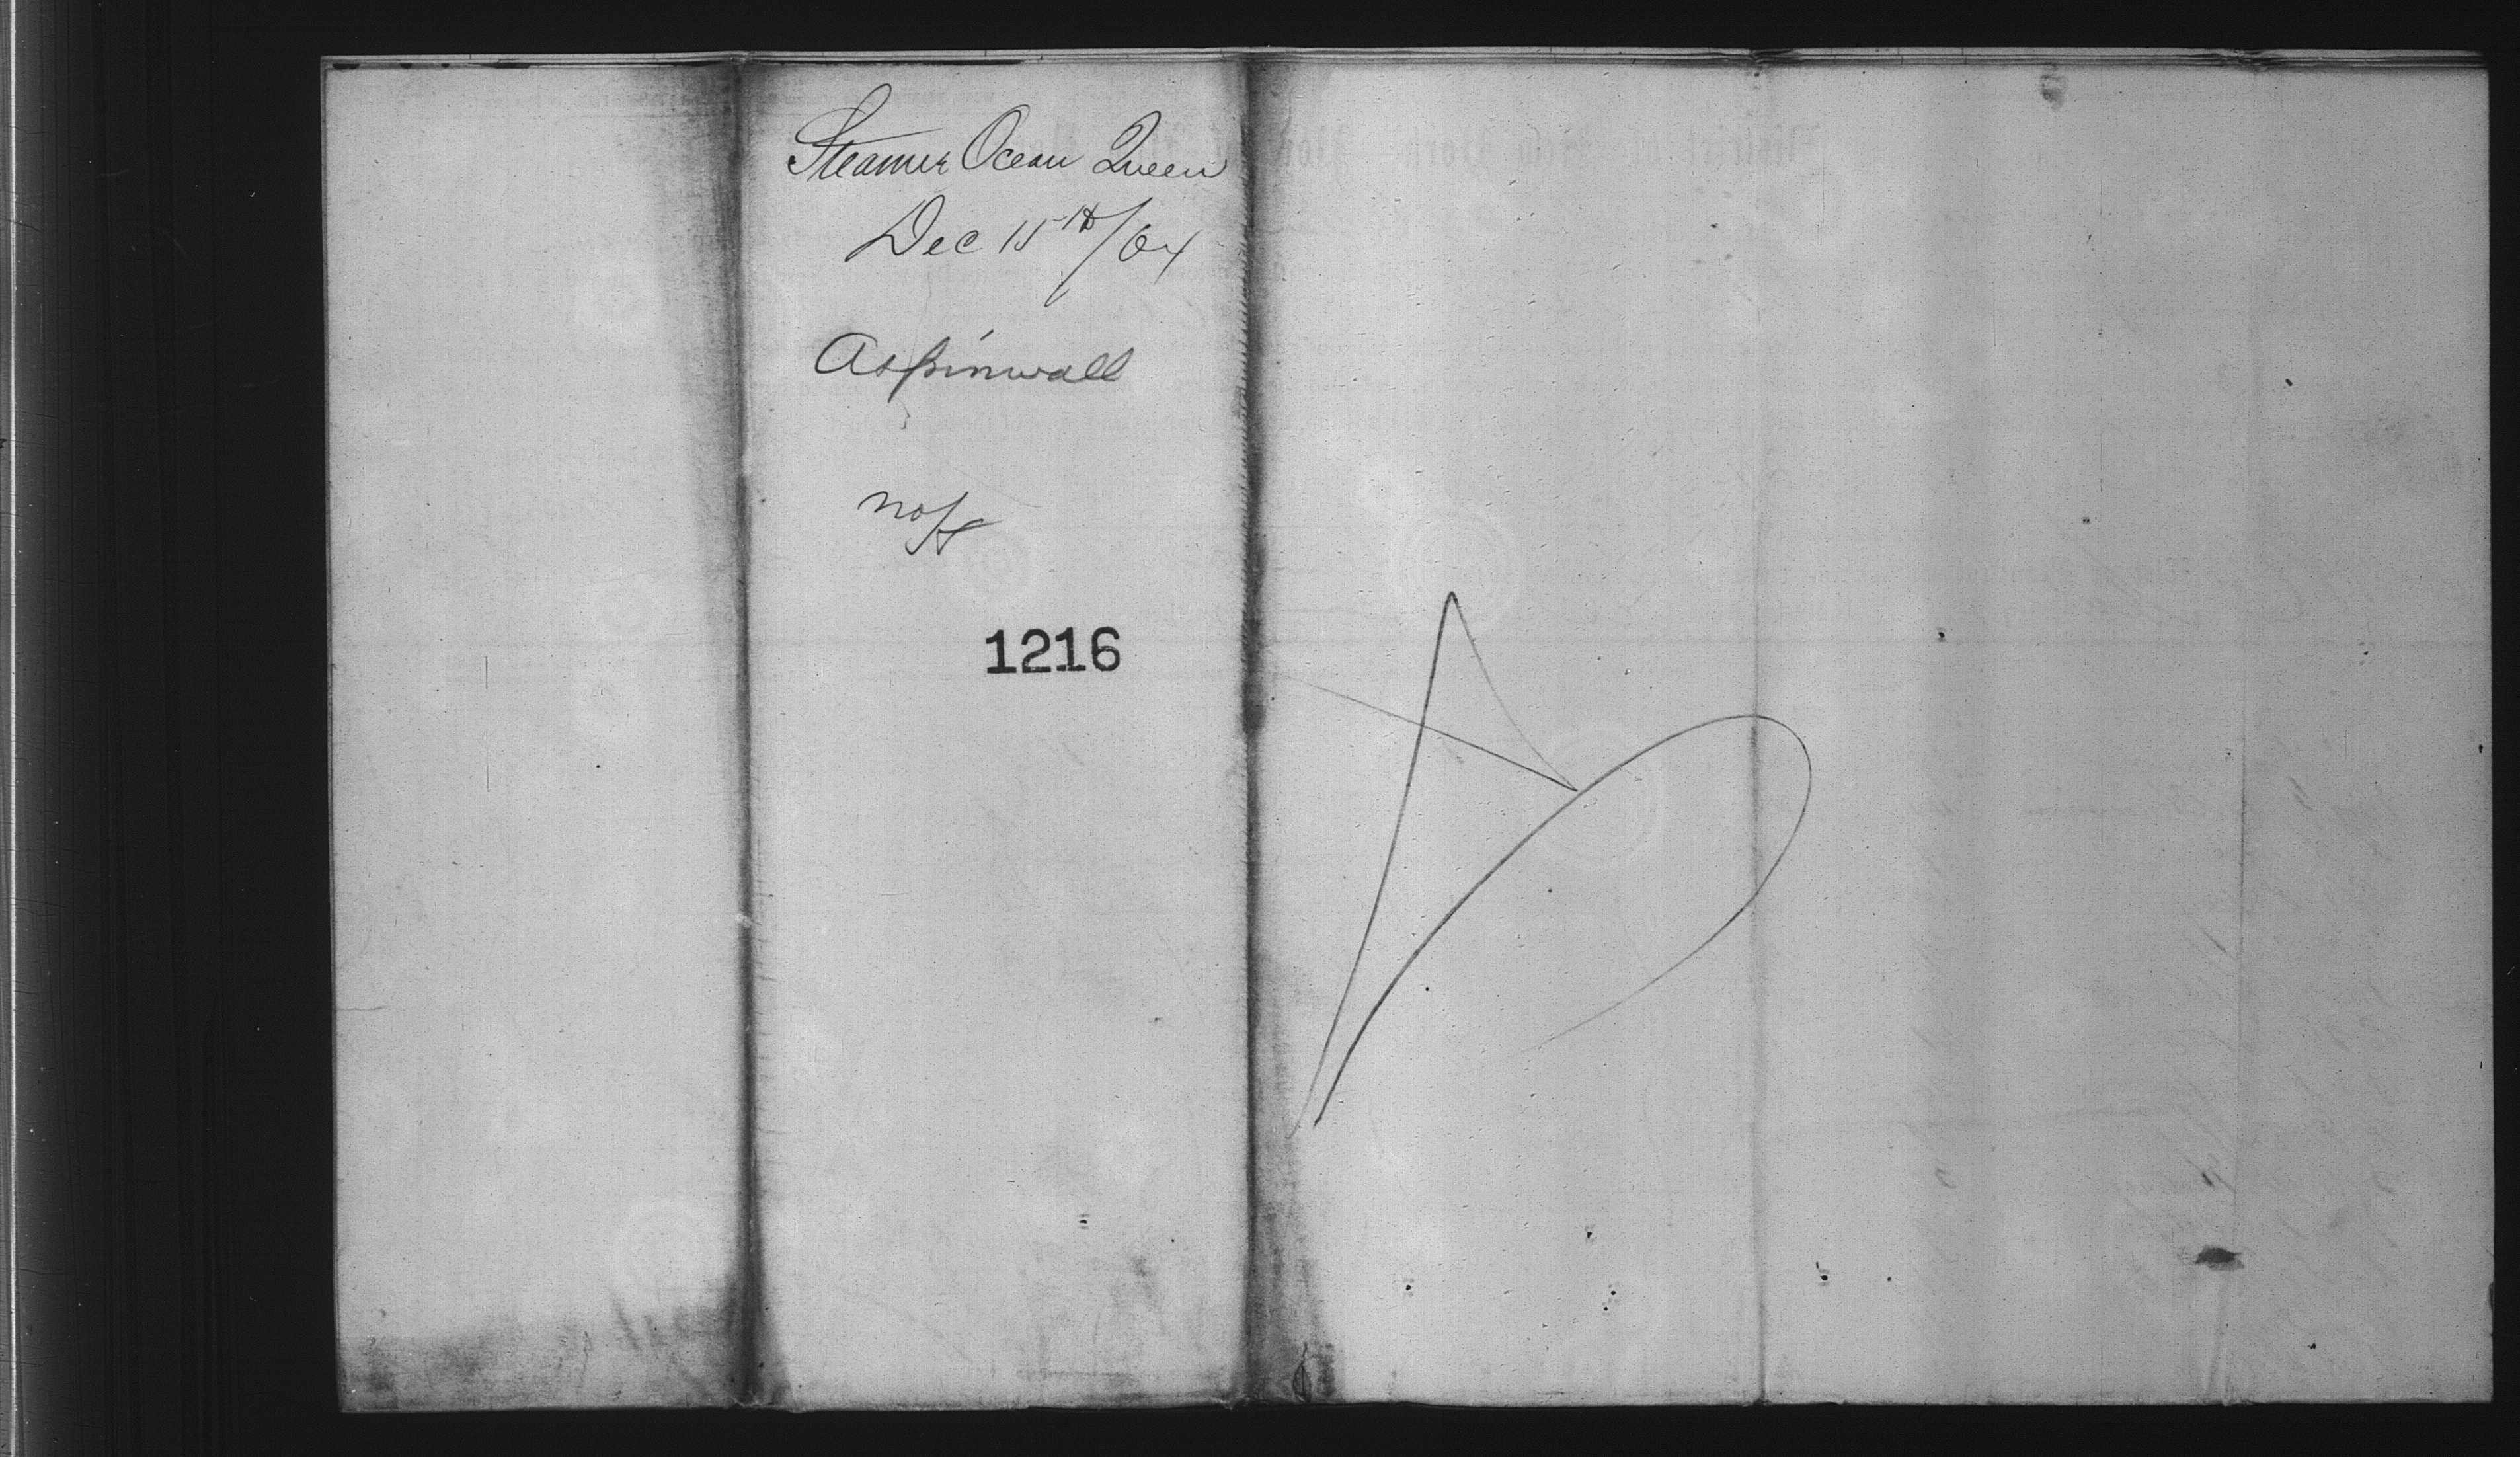 Steamer Ocean Queen
Dec 15th/64
Aspinwall
1216